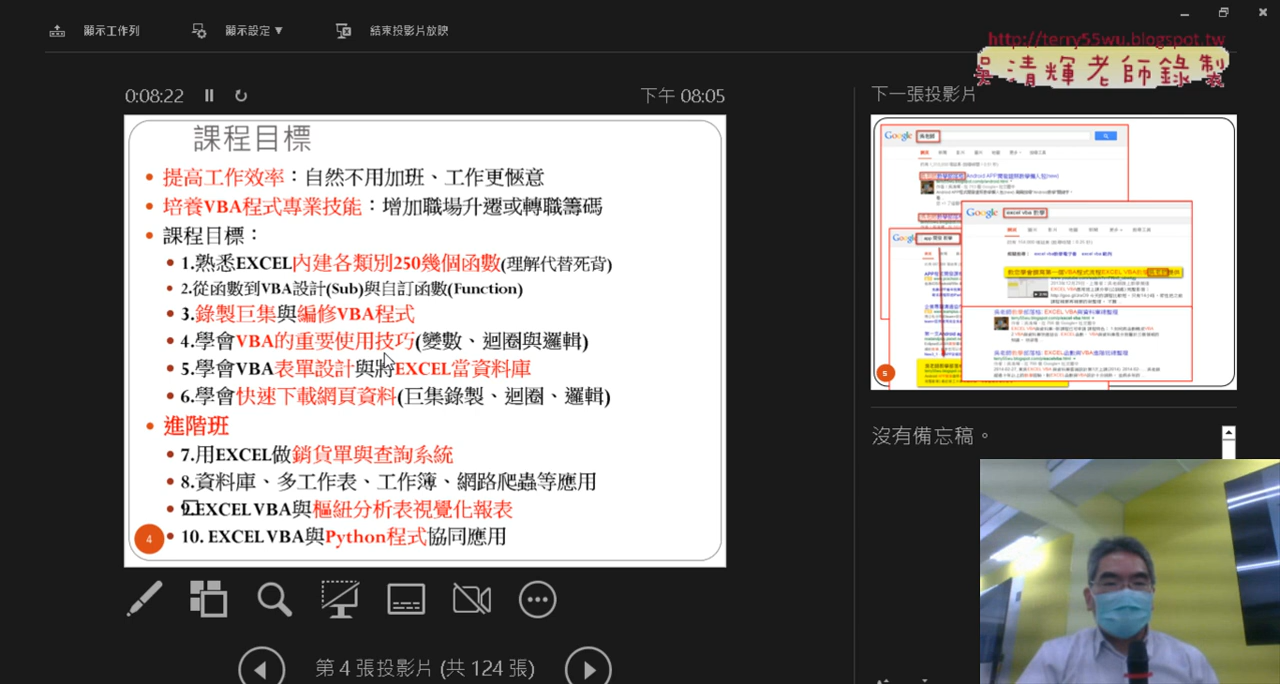 顯示工作列
顯示設定 ▼
結束投影片放映
http://terry55wu.blogspot.tw
吳清輝老師錄製
0:08:22
下午 08:05
下一張投影片
課程目標
• 提高工作效率：自然不用加班、工作更愜意
• 培養VBA程式專業技能：增加職場升遷或轉職籌碼
• 課程目標：
• 1.熟悉EXCEL內建各類別250幾個函數(理解代替死背)
• 2.從函數到VBA設計(Sub)與自訂函數(Function)
• 3.錄製巨集與編修VBA程式
• 4.學會VBA的重要使用技巧(變數、迴圈與邏輯)
• 5.學會VBA表單設計與將EXCEL當資料庫
• 6.學會快速下載網頁資料(巨集錄製、迴圈、邏輯)
• 進階班
• 7.用EXCEL做銷貨單與查詢系統
• 8.資料庫、多工作表、工作簿、網路爬蟲等應用
• 9.EXCEL VBA與樞紐分析表視覺化報表
• 10. EXCEL VBA與Python程式協同應用
4
Google
吳老師
Google
excel vba 教學
Google
5
沒有備忘稿。
第 4 張投影片 (共 124 張)